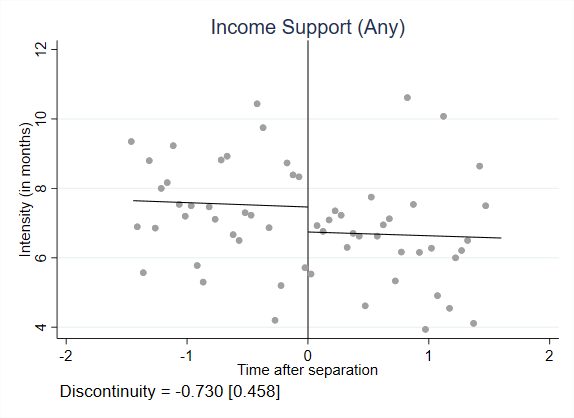 Income Support (Any)
Intensity (in months)
12
10
8
6
4
-2
-1
0
1
2
Time after separation
Discontinuity = -0.730 [0.458]